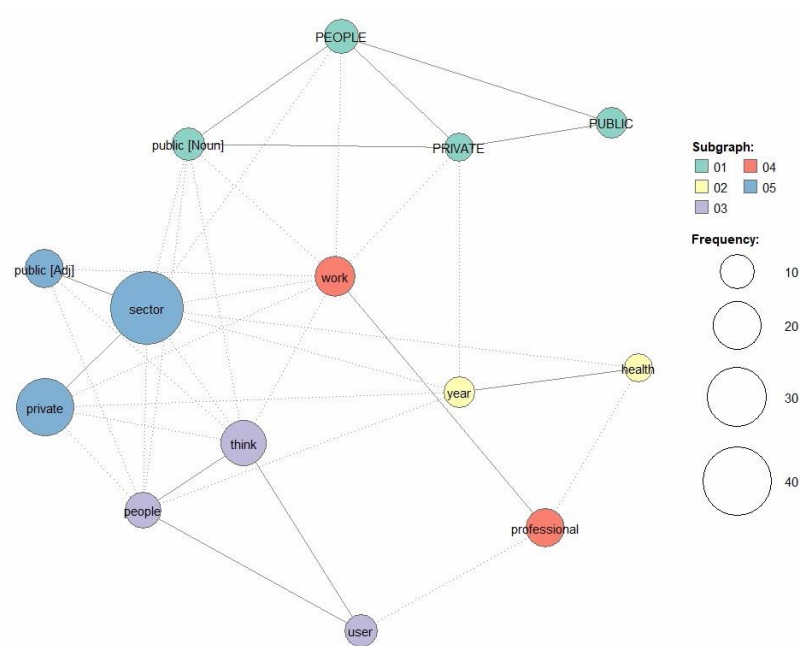 PEOPLE
PUBLIC
public [Noun]
PRIVATE
public [Adj]
work
sector
health
year
private
think
people
professional
user
Subgraph:
01 04
02 05
03
Frequency:
10
20
30
40